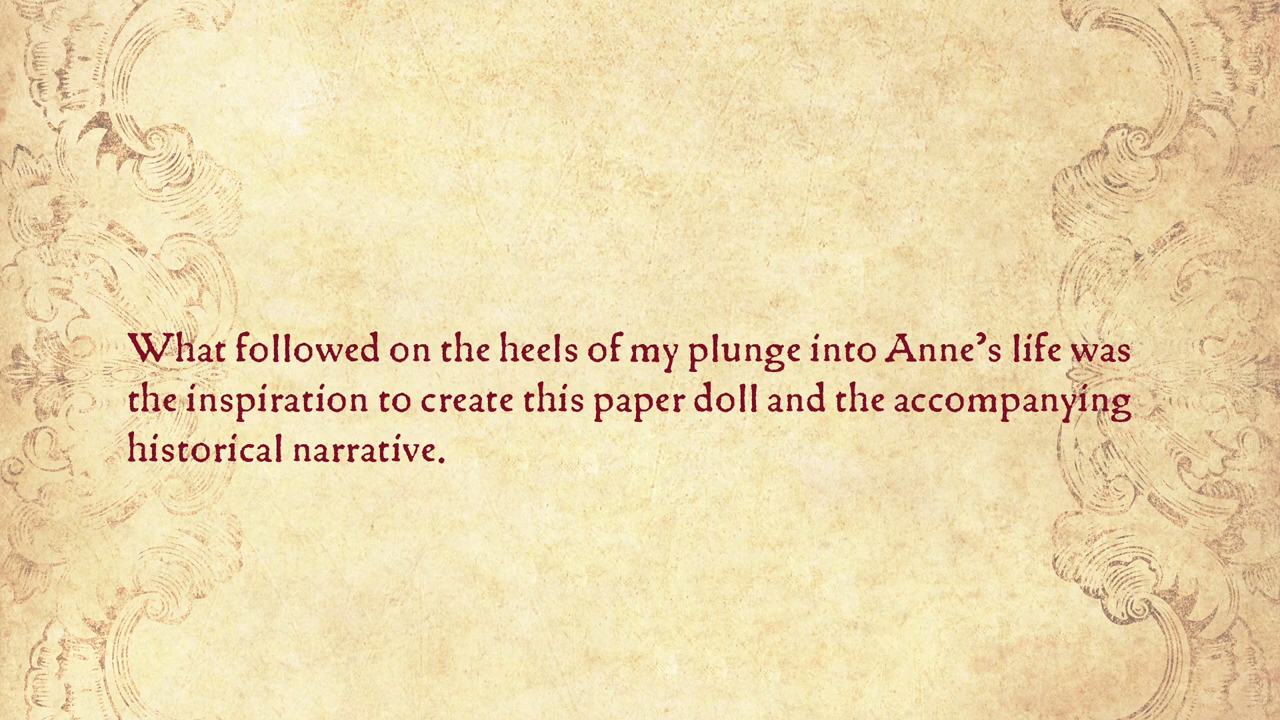 What followed on the heels of my plunge into Anne’s life was
the inspiration to create this paper doll and the accompanying
historical narrative.